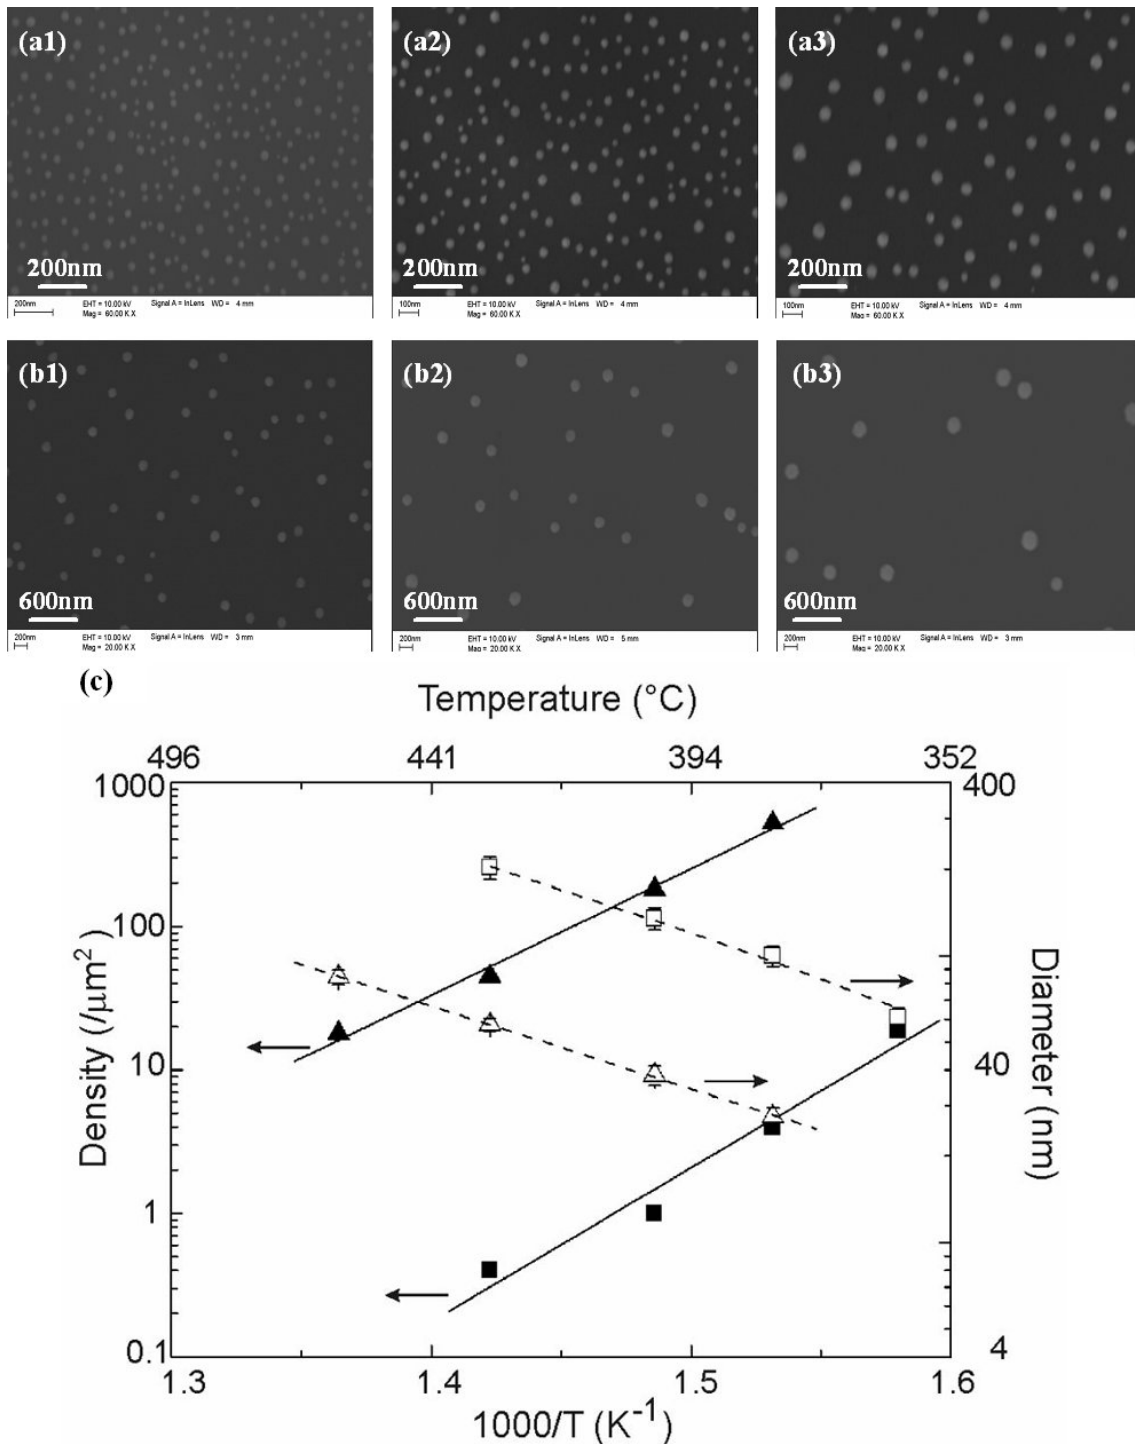 (a1)
200nm
200nm EHT = 10.00 kV Signal A = InLens WD = 4 mm
Mag = 60.00 K X
(a2)
200nm
100nm EHT = 10.00 kV Signal A = InLens WD = 4 mm
Mag = 60.00 K X
(a3)
200nm
100nm EHT = 10.00 kV Signal A = InLens WD = 4 mm
Mag = 60.00 K X
(b1)
600nm
200nm EHT = 10.00 kV Signal A = InLens WD = 3 mm
Mag = 20.00 K X
(b2)
600nm
200nm EHT = 10.00 kV Signal A = InLens WD = 5 mm
Mag = 20.00 K X
(b3)
600nm
200nm EHT = 10.00 kV Signal A = InLens WD = 3 mm
Mag = 20.00 K X
(c)
Temperature (°C)
496 441 394 352
1000 400
100
10 40
1
0.1 4
Density (/μm²)
Diameter (nm)
1.3 1.4 1.5 1.6
1000/T (K⁻¹)